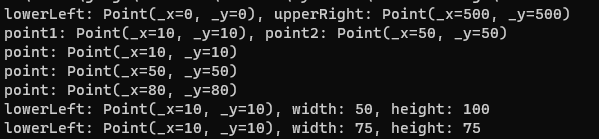 lowerLeft: Point(_x=0, _y=0), upperRight: Point(_x=500, _y=500)
point1: Point(_x=10, _y=10), point2: Point(_x=50, _y=50)
point: Point(_x=10, _y=10)
point: Point(_x=50, _y=50)
point: Point(_x=80, _y=80)
lowerLeft: Point(_x=10, _y=10), width: 50, height: 100
lowerLeft: Point(_x=10, _y=10), width: 75, height: 75